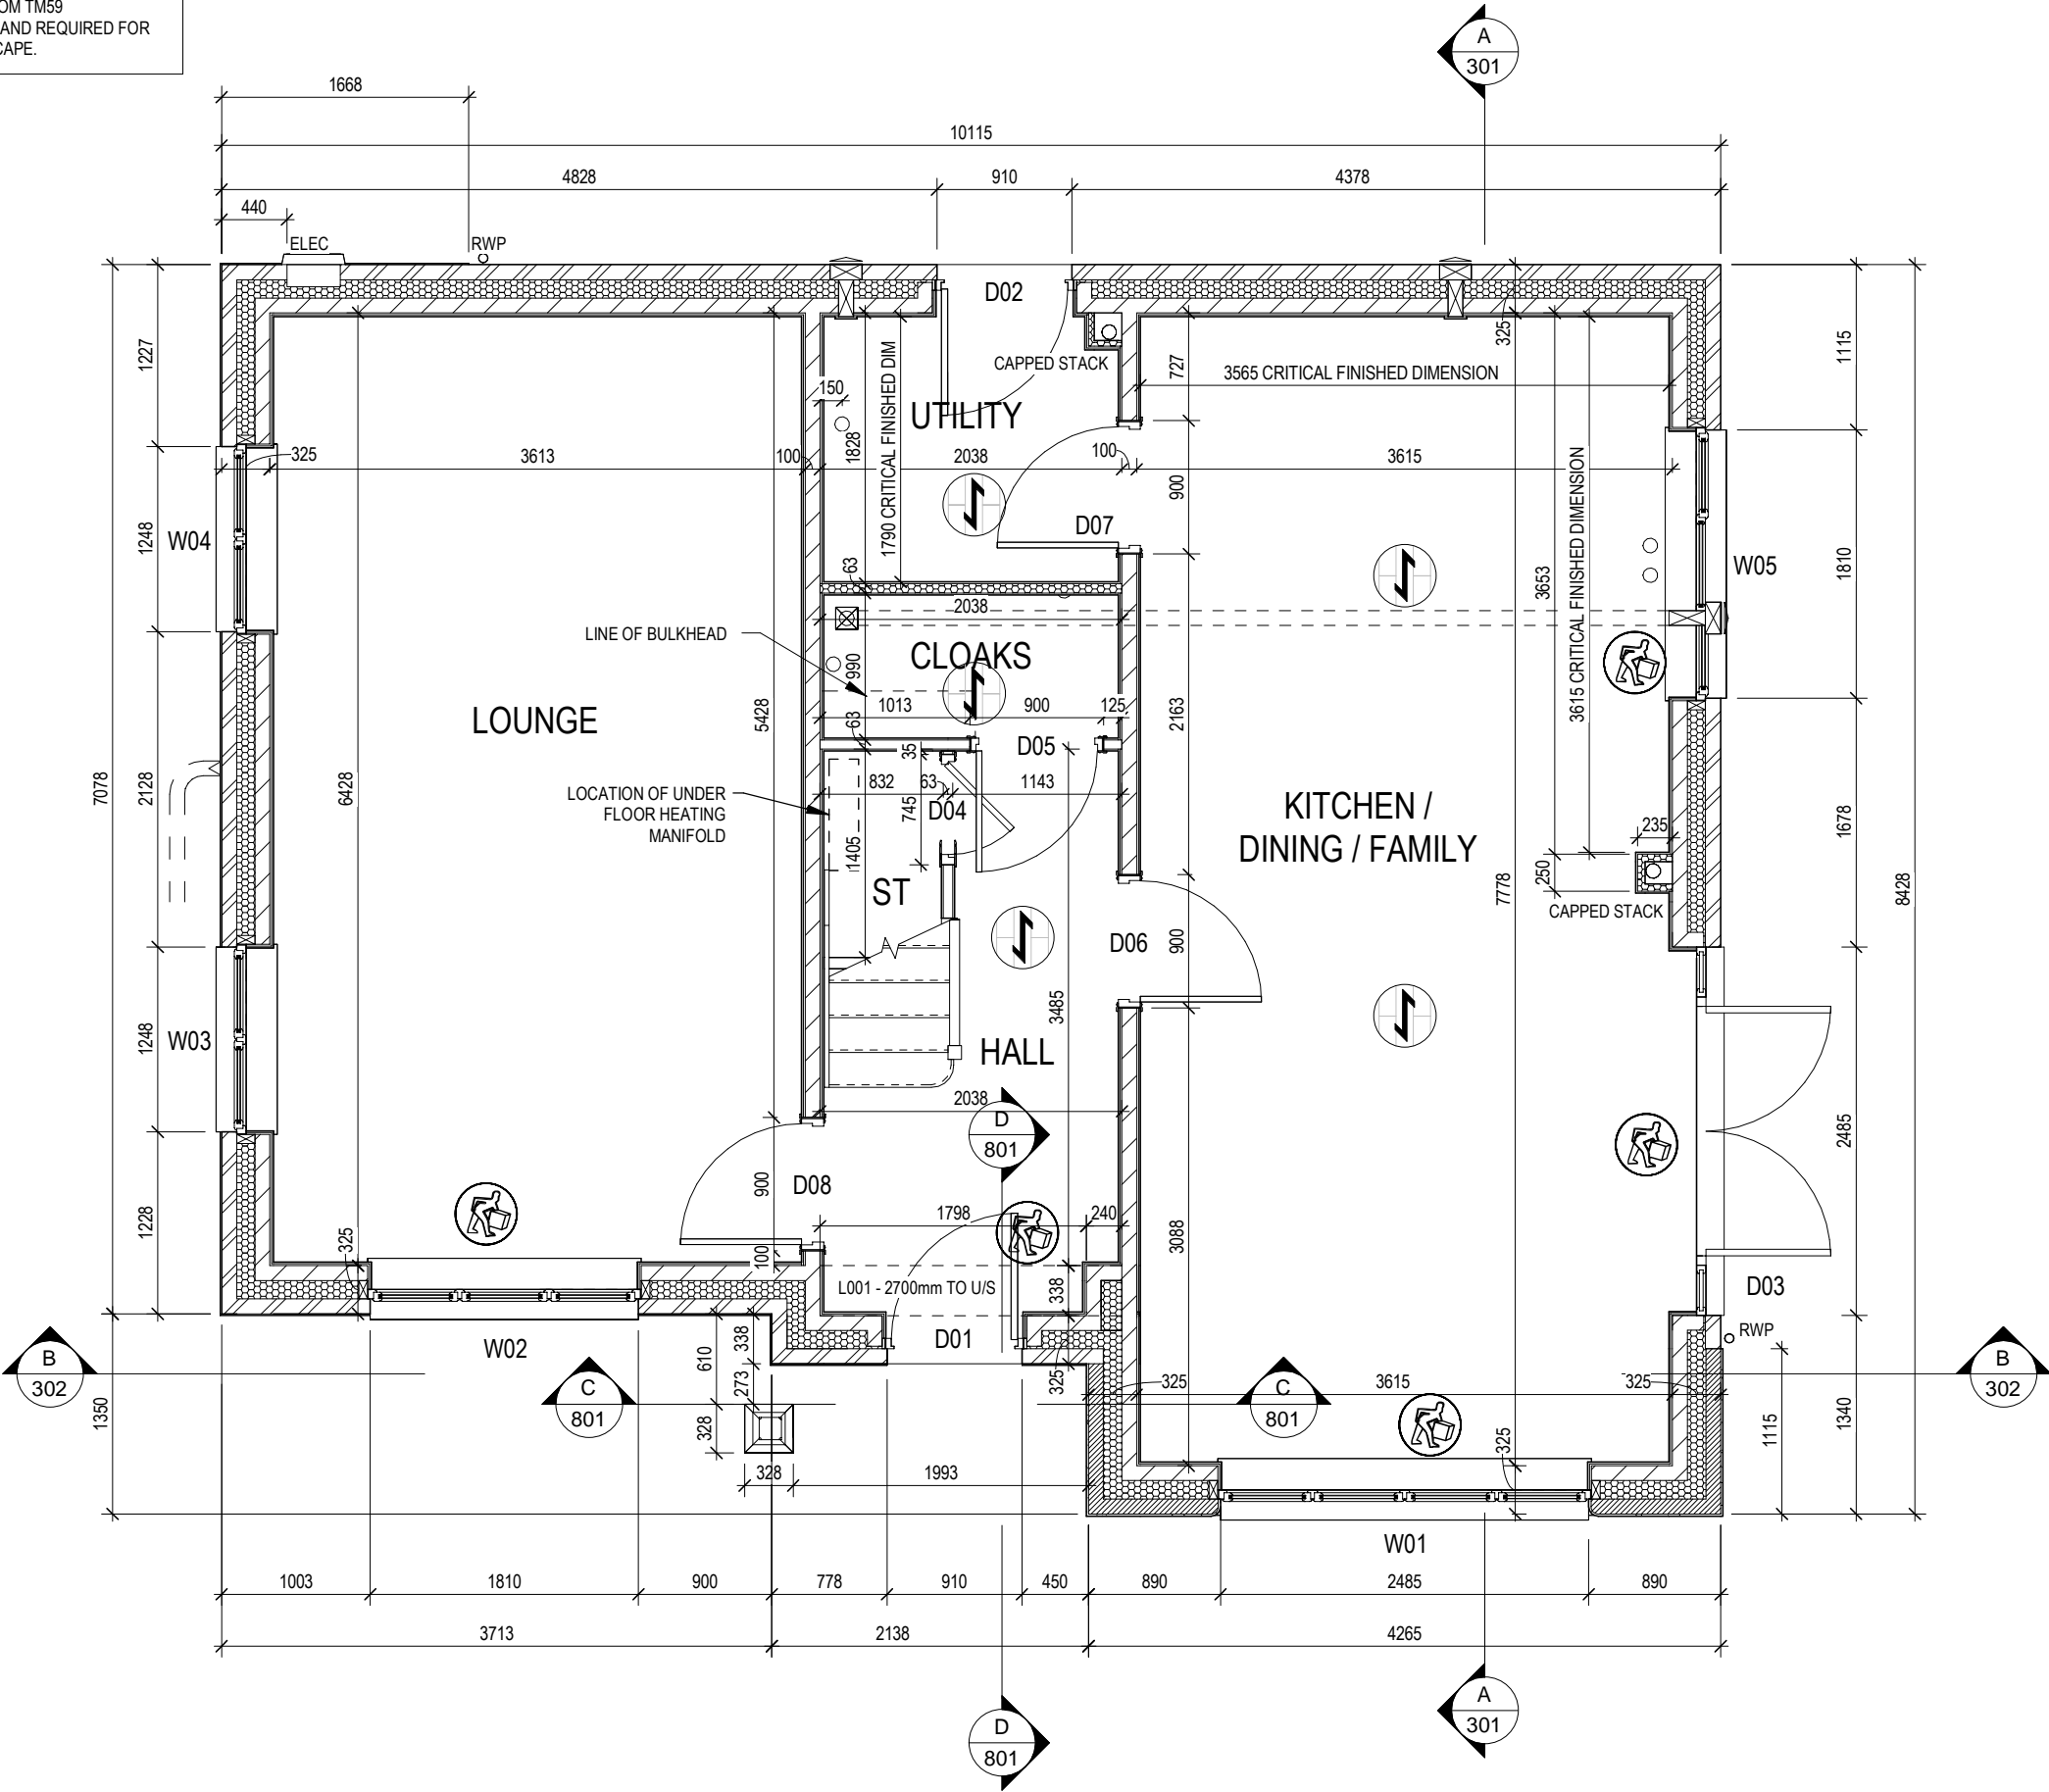 OM TM59
AND REQUIRED FOR
CAPE.
A
301
1668
10115
4828 910 4378
440
ELEC RWP
D02
CAPPED STACK
1227
1248
2128
1248
1228
7078
1350
W04
W03
325 3613 100 2038 100 3615
150
UTILITY
1828
1790 CRITICAL FINISHED DIM
727
900
D07
3565 CRITICAL FINISHED DIMENSION
325
3653
3615 CRITICAL FINISHED DIMENSION
1115
1810
W05
1678
2485
1340
8428
63
2038
LINE OF BULKHEAD
CLOAKS
990
1013 900 125
63
35
D05
LOUNGE
5428
6428
LOCATION OF UNDER
FLOOR HEATING
MANIFOLD
832 63 1143
745
D04
1405
ST
2163
KITCHEN /
DINING / FAMILY
7778
235
250
CAPPED STACK
D06
900
3485
HALL
2038
D
801
D08
900
100
1798 240
338
L001 - 2700mm TO U/S
D01
3088
D03
RWP
325
W02
610
338
273
328
328 1993
325
325 3615 325
325
1115
B
302
C
801
C
801
B
302
W01
1003 1810 900 778 910 450 890 2485 890
3713 2138 4265
D
801
A
301